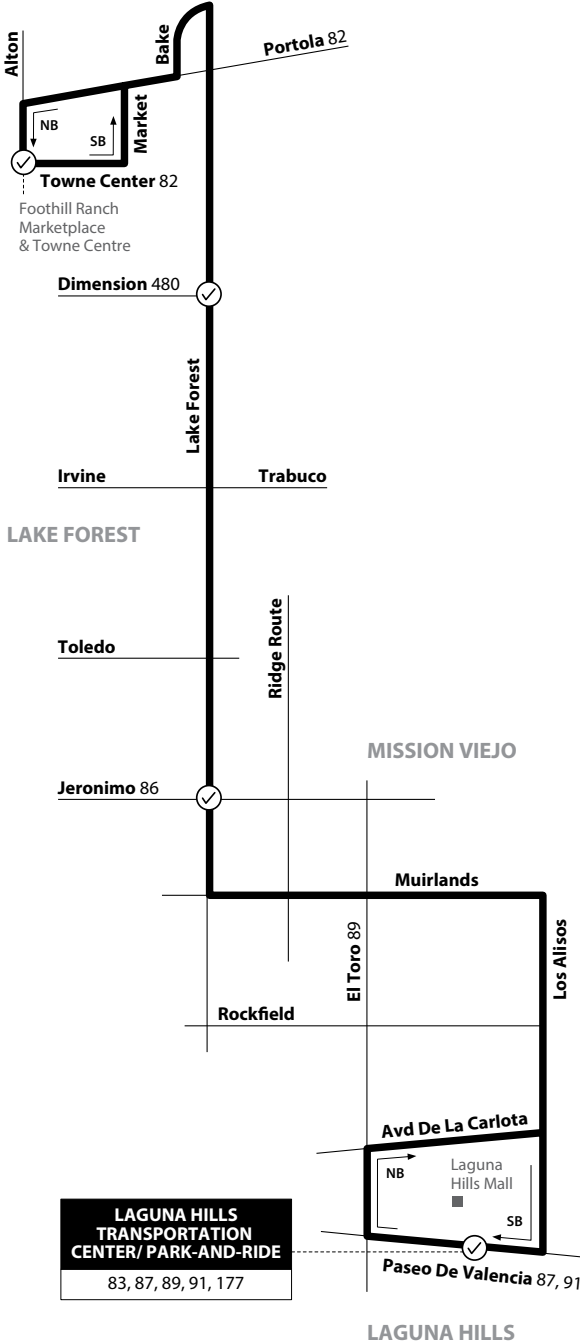 Alton
Bake
Portola 82
NB
SB
Market
Towne Center 82
Foothill Ranch
Marketplace
& Towne Centre
Dimension 480
Lake Forest
Irvine
Trabuco
LAKE FOREST
Ridge Route
Toledo
MISSION VIEJO
Jeronimo 86
Muirlands
El Toro 89
Los Alisos
Rockfield
Avd De La Carlota
NB
Laguna
Hills Mall
SB
LAGUNA HILLS
TRANSPORTATION
CENTER/ PARK-AND-RIDE
83, 87, 89, 91, 177
Paseo De Valencia 87, 91
LAGUNA HILLS